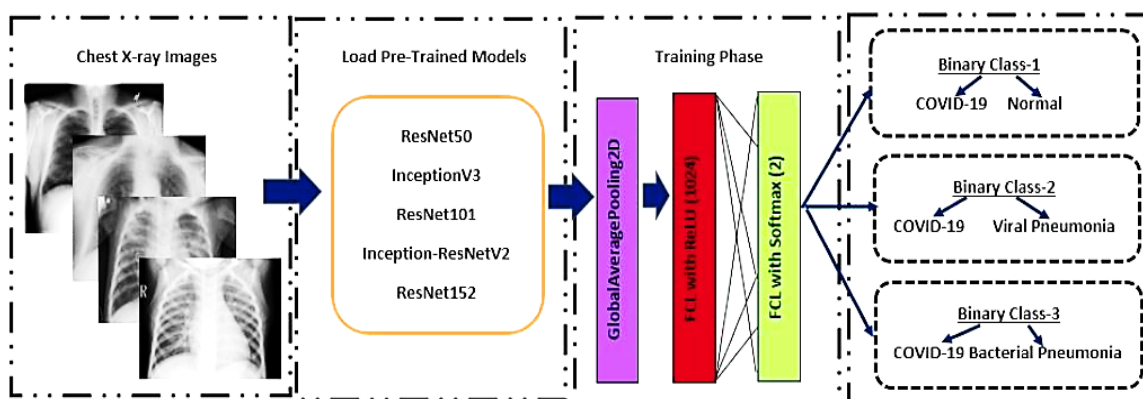 Chest X-ray Images
R
Load Pre-Trained Models
ResNet50
InceptionV3
ResNet101
Inception-ResNetV2
ResNet152
Training Phase
GlobalAveragePooling2D
FCL with ReLU (1024)
FCL with Softmax (2)
Binary Class-1
COVID-19 Normal
Binary Class-2
COVID-19 Viral Pneumonia
Binary Class-3
COVID-19 Bacterial Pneumonia